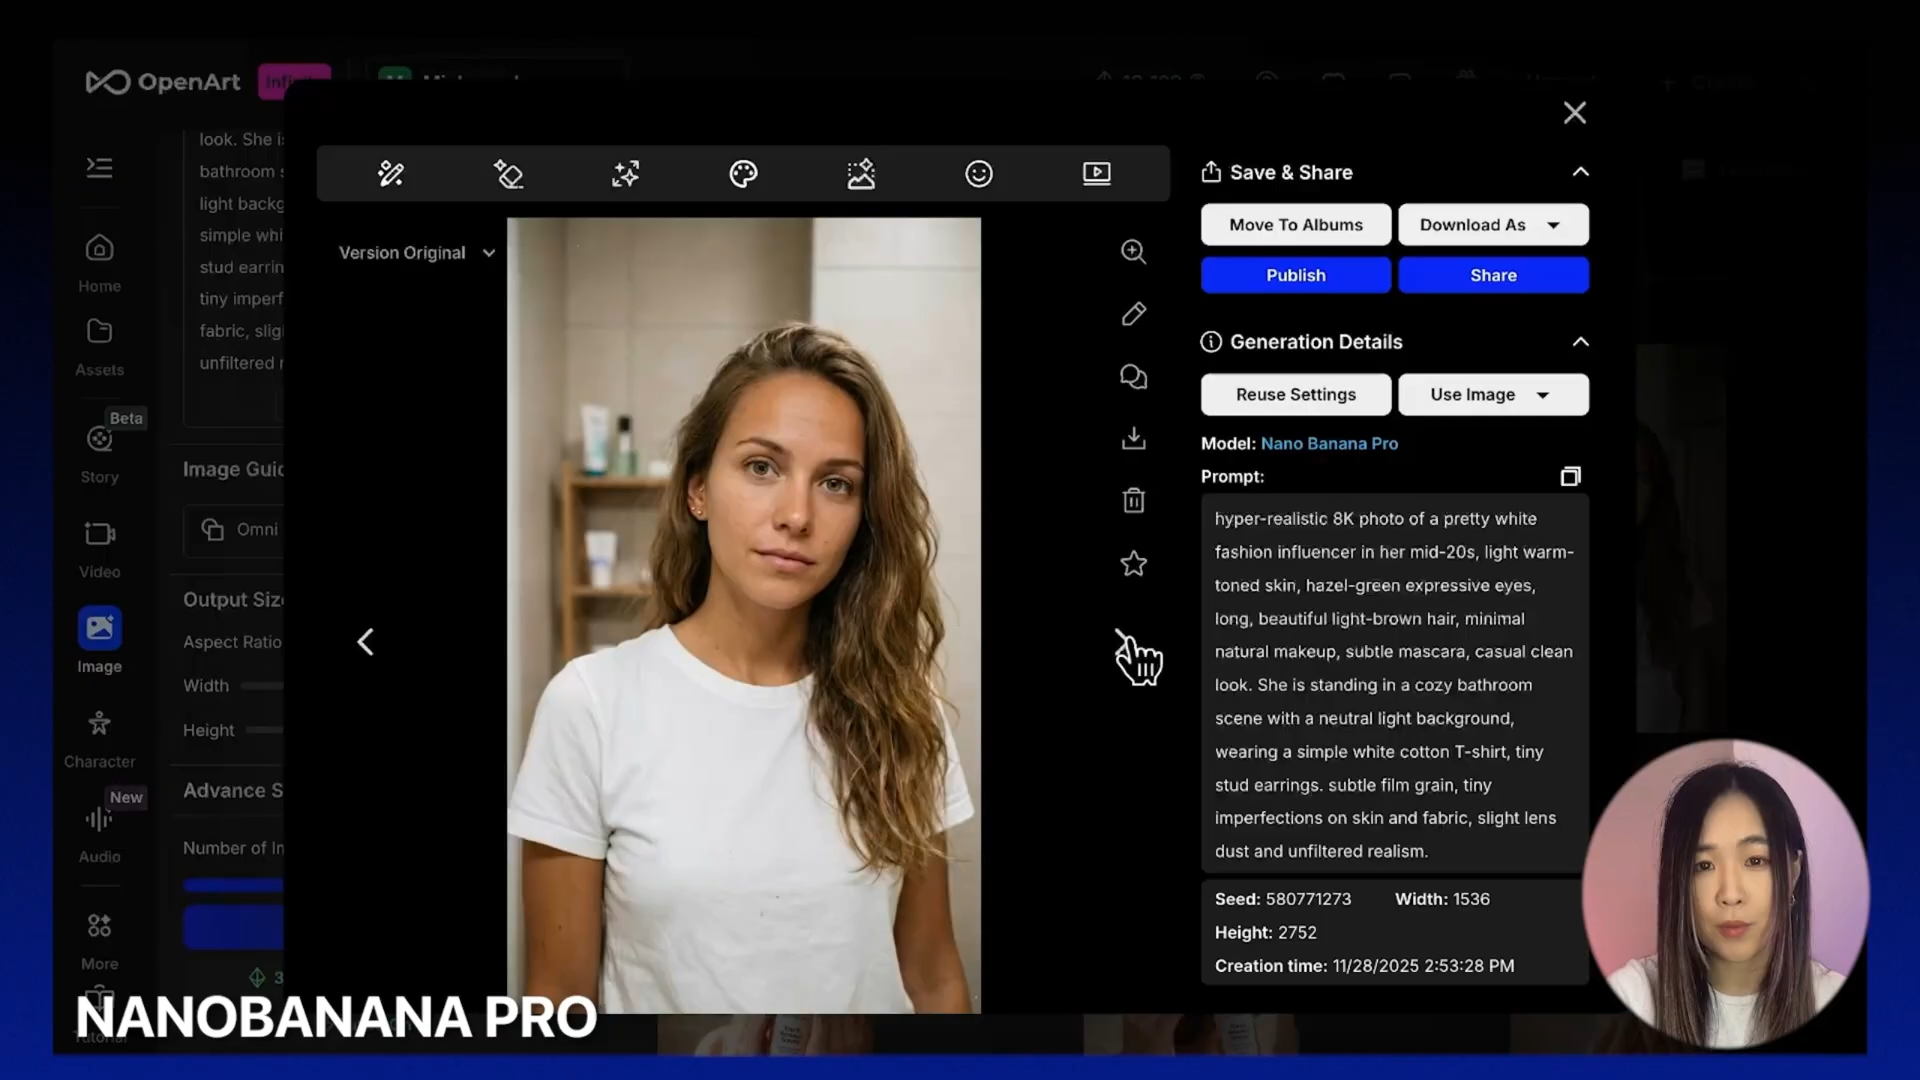 OpenArt
look. She is
bathroom s
light backg
simple whi
stud earrin
tiny imperf
fabric, slig
unfiltered r
Home
Assets
Beta
Story
Video
Image
Character
New
Audio
More
Image Guid
Omni
Output Size
Aspect Ratio
Width
Height
Advance S
Number of In
3
Version Original
Save & Share
Move To Albums
Download As
Publish
Share
Generation Details
Reuse Settings
Use Image
Model: Nano Banana Pro
Prompt:
hyper-realistic 8K photo of a pretty white
fashion influencer in her mid-20s, light warm-
toned skin, hazel-green expressive eyes,
long, beautiful light-brown hair, minimal
natural makeup, subtle mascara, casual clean
look. She is standing in a cozy bathroom
scene with a neutral light background,
wearing a simple white cotton T-shirt, tiny
stud earrings. subtle film grain, tiny
imperfections on skin and fabric, slight lens
dust and unfiltered realism.
Seed: 580771273 Width: 1536
Height: 2752
Creation time: 11/28/2025 2:53:28 PM
NANOBANANA PRO